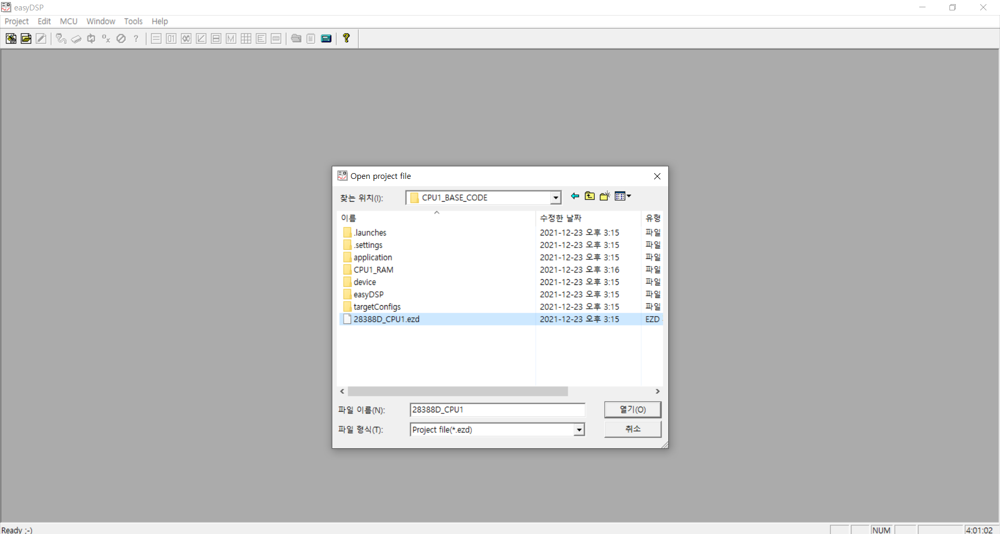 easyDSP
Project Edit MCU Window Tools Help
Open project file
찾는 위치(I): CPU1_BASE_CODE
이름 수정한 날짜 유형
.launches 2021-12-23 오후 3:15 파일
.settings 2021-12-23 오후 3:15 파일
application 2021-12-23 오후 3:15 파일
CPU1_RAM 2021-12-23 오후 3:16 파일
device 2021-12-23 오후 3:15 파일
easyDSP 2021-12-23 오후 3:15 파일
targetConfigs 2021-12-23 오후 3:15 파일
28388D_CPU1.ezd 2021-12-23 오후 3:15 EZD
파일 이름(N): 28388D_CPU1 열기(O)
파일 형식(T): Project file(*.ezd) 취소
Ready ;-) NUM 4:01:02